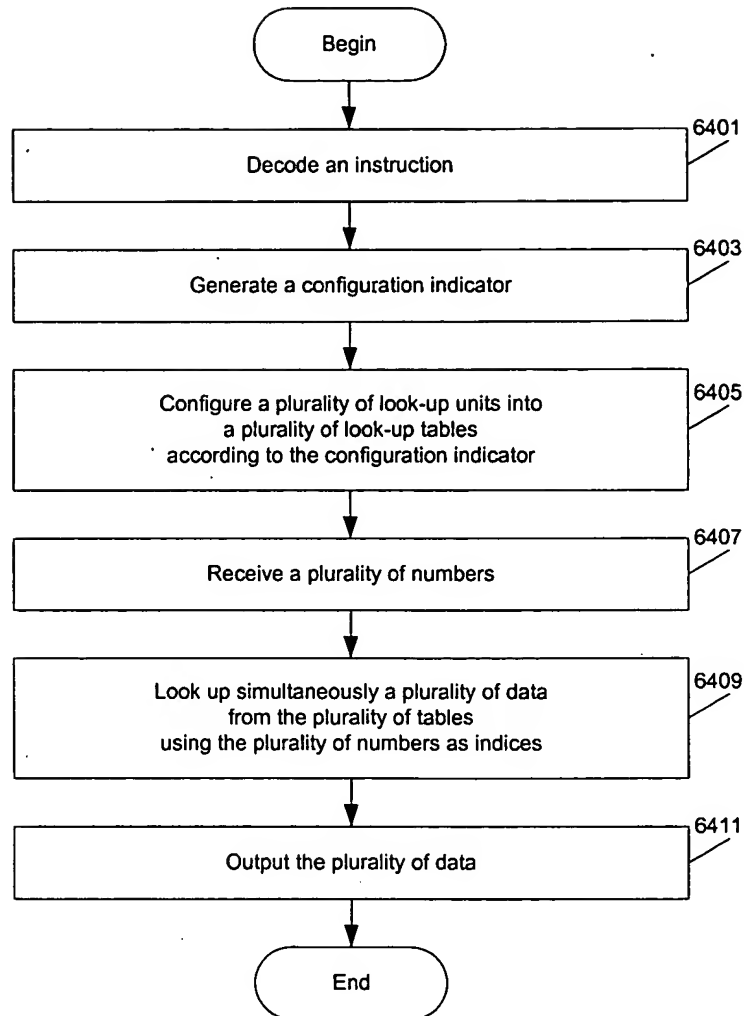 Begin
6401
Decode an instruction
6403
Generate a configuration indicator
6405
Configure a plurality of look-up units into
a plurality of look-up tables
according to the configuration indicator
6407
Receive a plurality of numbers
6409
Look up simultaneously a plurality of data
from the plurality of tables
using the plurality of numbers as indices
6411
Output the plurality of data
End